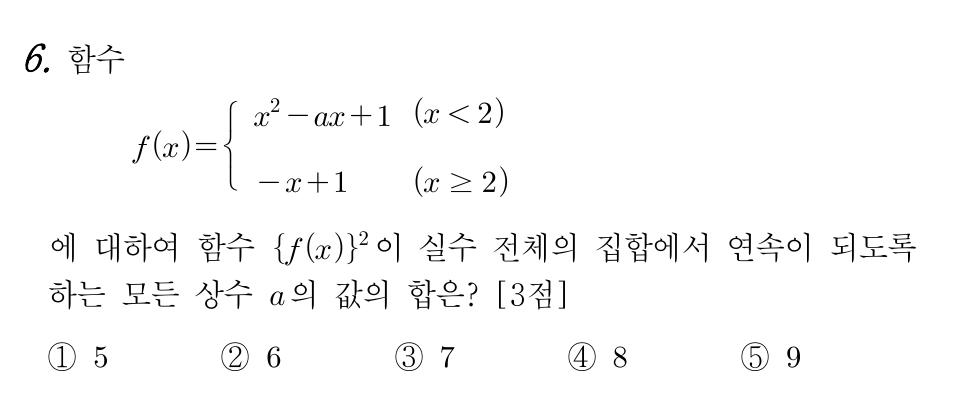 6. 함수
f(x)={ x²-ax+1 (x<2)
-x+1 (x≥2)
에 대하여 함수 {f(x)}²이 실수 전체의 집합에서 연속이 되도록
하는 모든 상수 a의 값의 합은? [3점]
① 5 ② 6 ③ 7 ④ 8 ⑤ 9